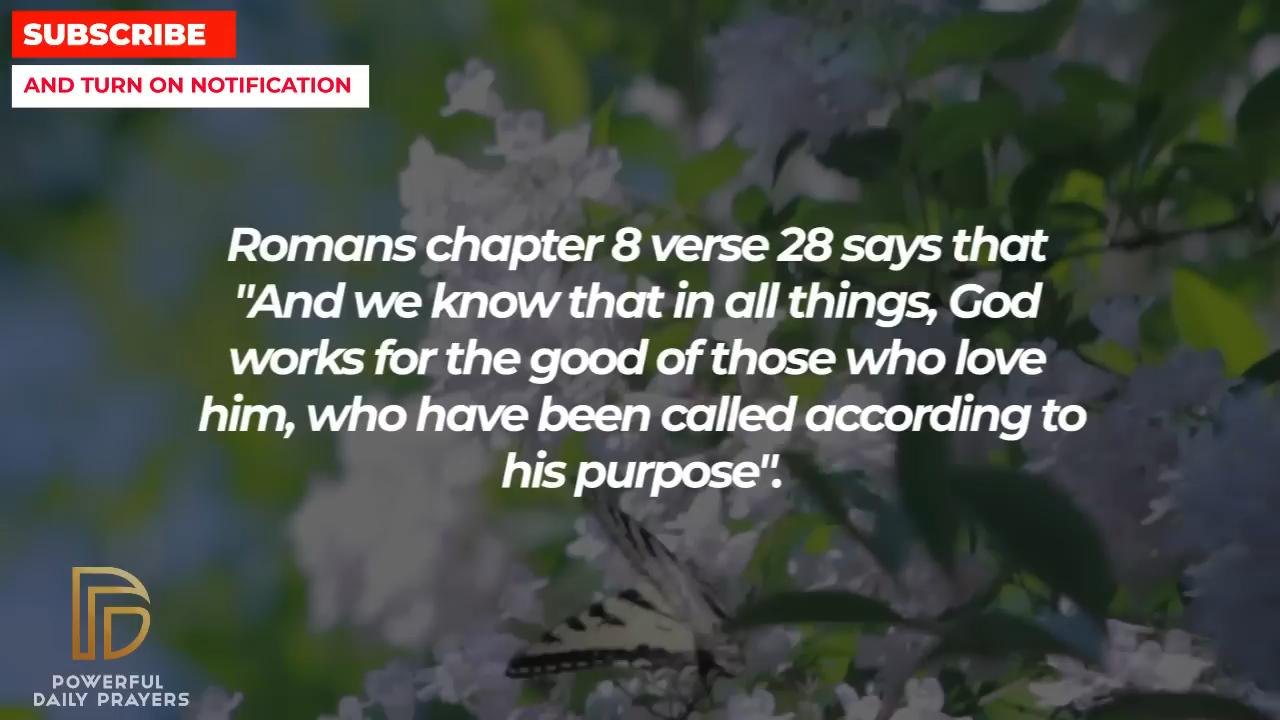 SUBSCRIBE
AND TURN ON NOTIFICATION
Romans chapter 8 verse 28 says that
"And we know that in all things, God
works for the good of those who love
him, who have been called according to
his purpose".
POWERFUL
DAILY PRAYERS